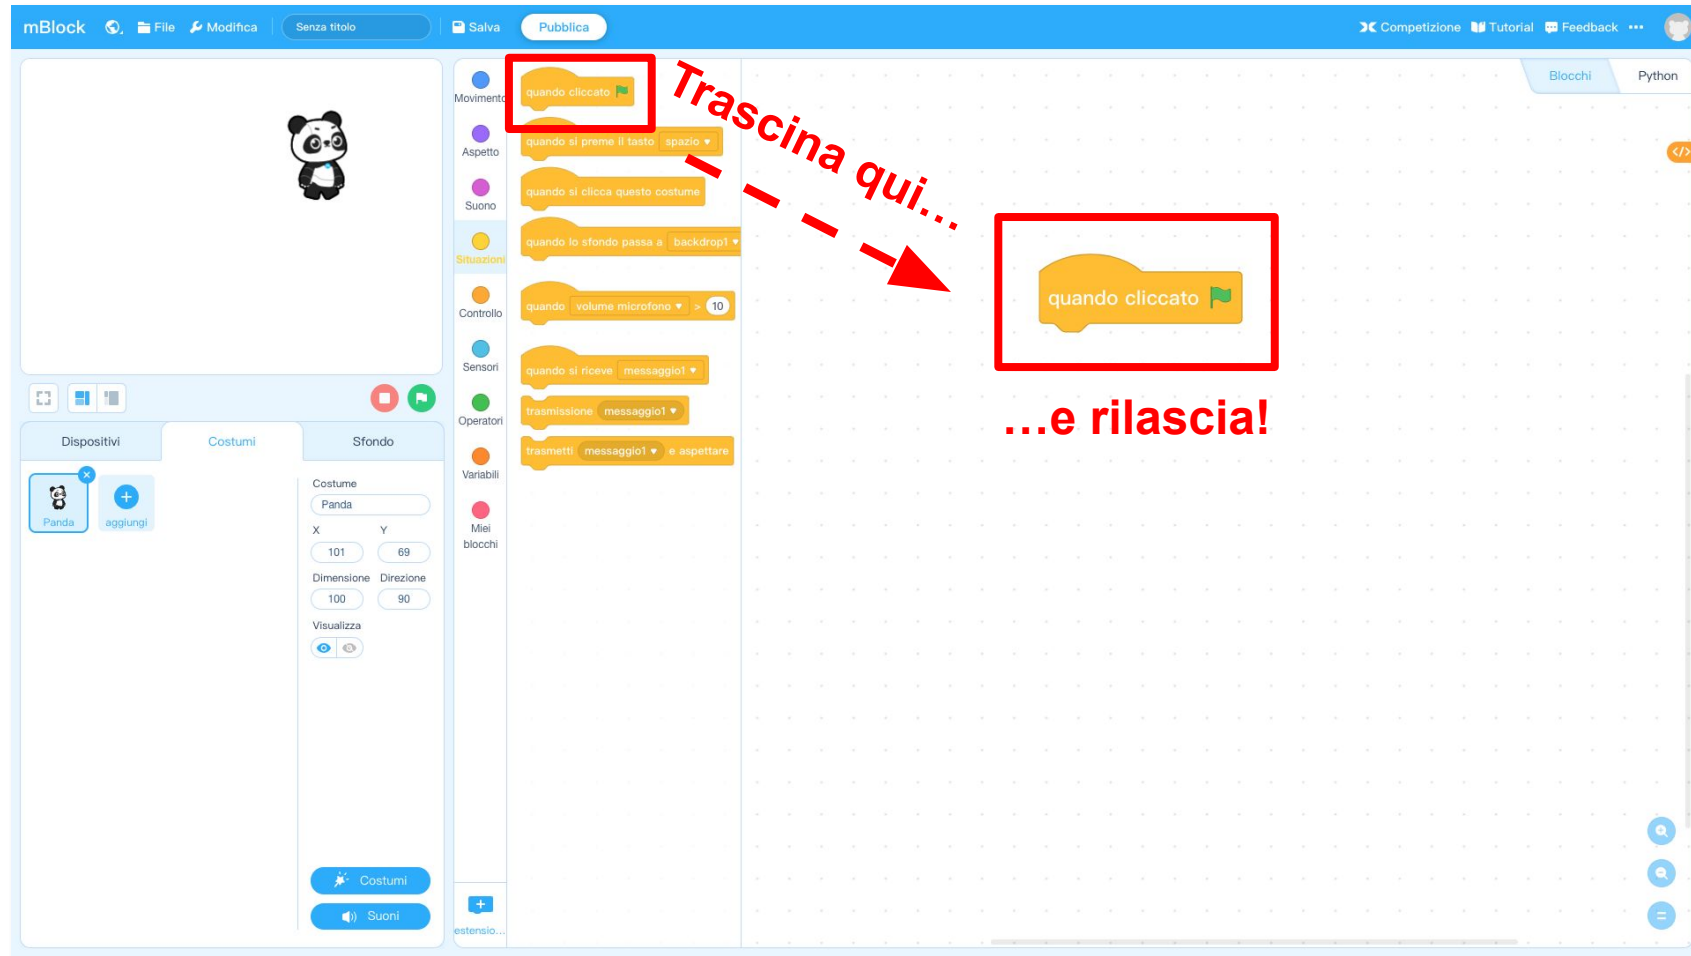 mBlock File Modifica Senza titolo Salva Pubblica Competizione Tutorial Feedback
Blocchi Python
Movimento
Aspetto
Suono
Situazioni
Controllo
Sensori
Operatori
Variabili
Miei
blocchi
estensio...
quando cliccato
quando si preme il tasto spazio
quando si clicca questo costume
quando lo sfondo passa a backdrop1
quando volume microfono > 10
quando si riceve messaggio1
trasmissione messaggio1
trasmetti messaggio1 e aspettare
Trascina qui...
quando cliccato
...e rilascia!
Dispositivi Costumi Sfondo
Panda aggiungi
Costume
Panda
X Y
101 69
Dimensione Direzione
100 90
Visualizza
Costumi
Suoni